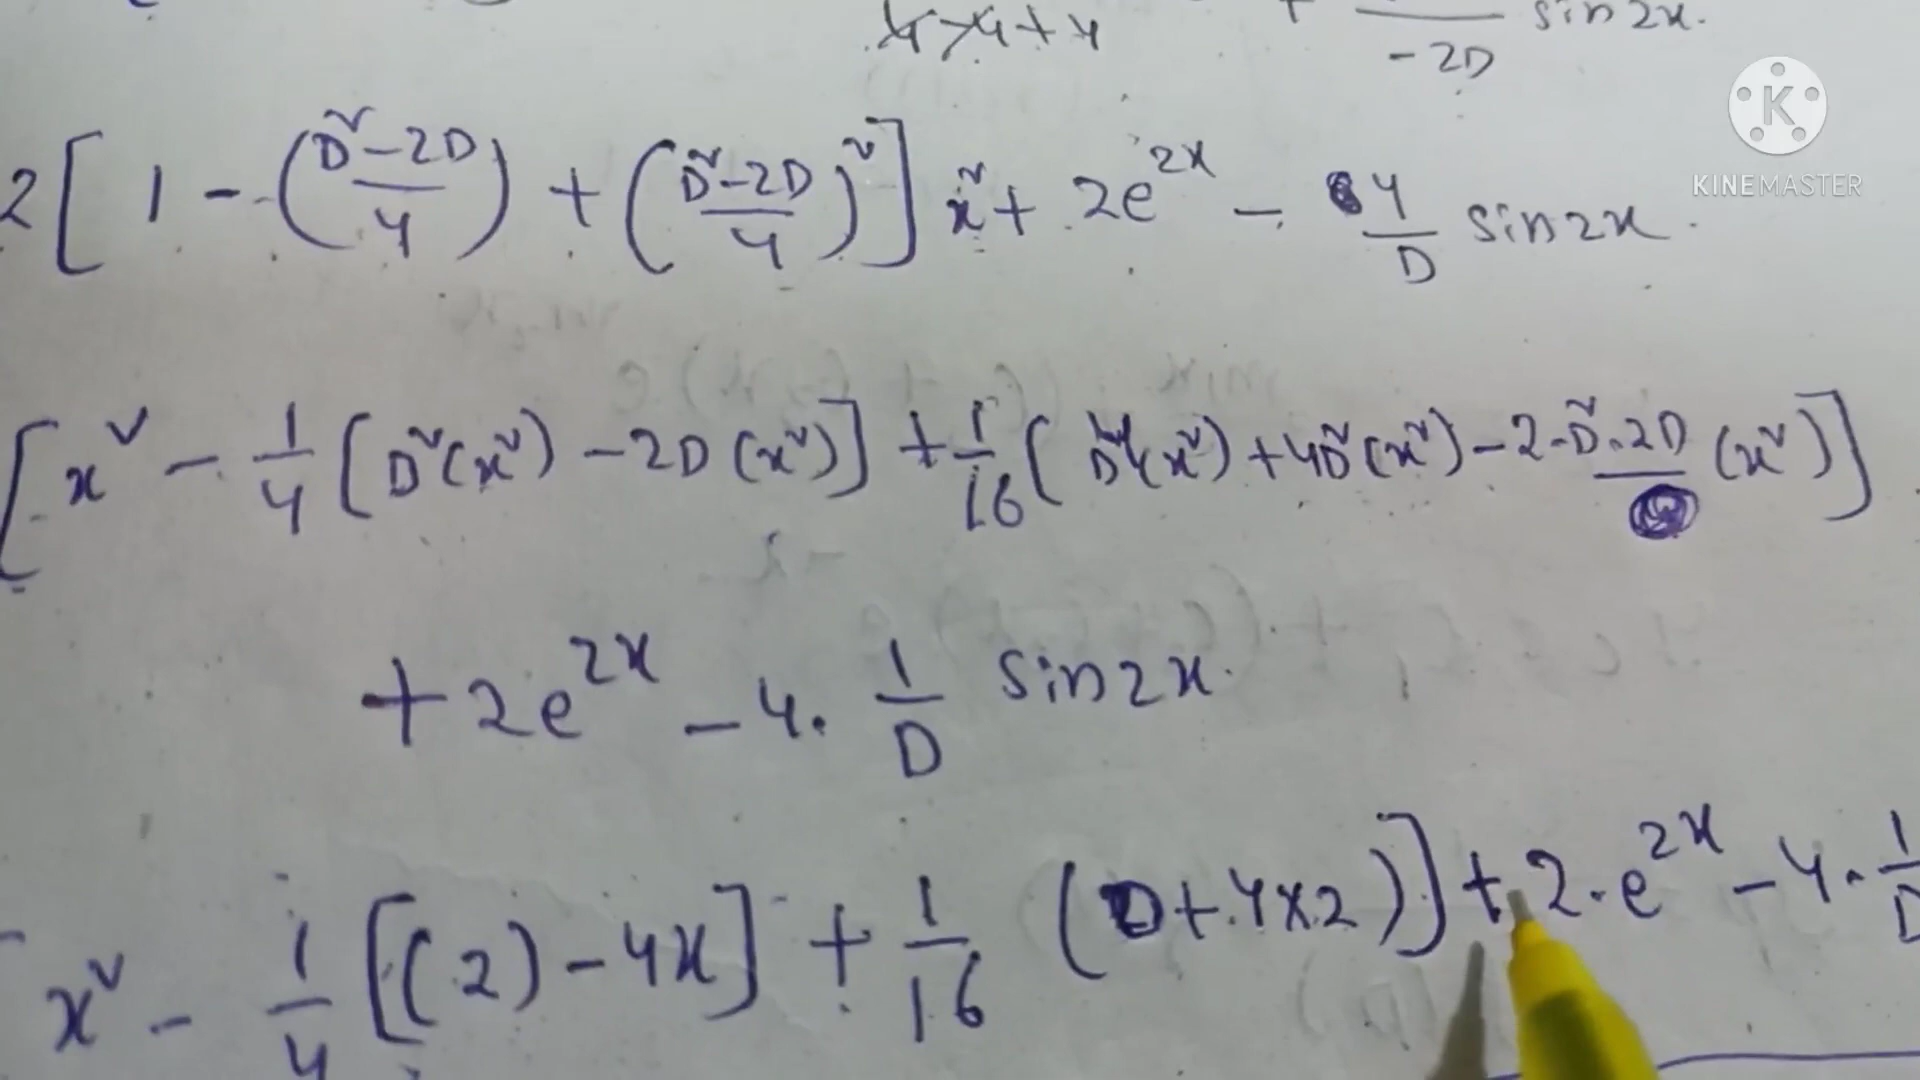 4-4+4 + -2D sin2x.
2[1-(D²-2D/4)+(D²-2D/4)²]x²+2e^2x - 4/D sin2x.
KINEMASTER
[x² - 1/4[D²(x²)-2D(x²)] + 1/16(D⁴(x²)+4D²(x²)-2·D²·2D(x²)]
+2e^2x -4· 1/D sin2x.
x² - 1/4[(2)-4x] + 1/16 (0+4×2)]+2·e^2x -4· 1/D